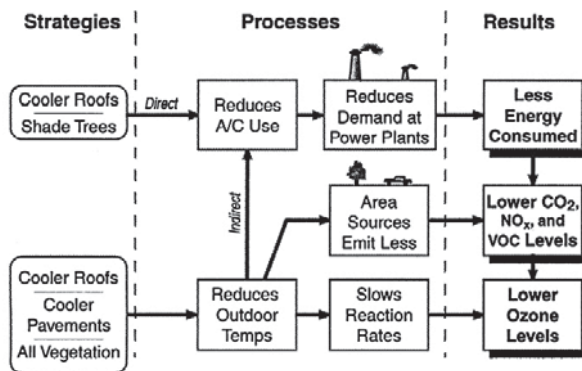 Strategies
Processes
Results
Cooler Roofs
Shade Trees
Direct
Reduces
A/C Use
Reduces
Demand at
Power Plants
Less
Energy
Consumed
Indirect
Area
Sources
Emit Less
Lower CO₂,
NOₓ, and
VOC Levels
Cooler Roofs
Cooler
Pavements
All Vegetation
Reduces
Outdoor
Temps
Slows
Reaction
Rates
Lower
Ozone
Levels